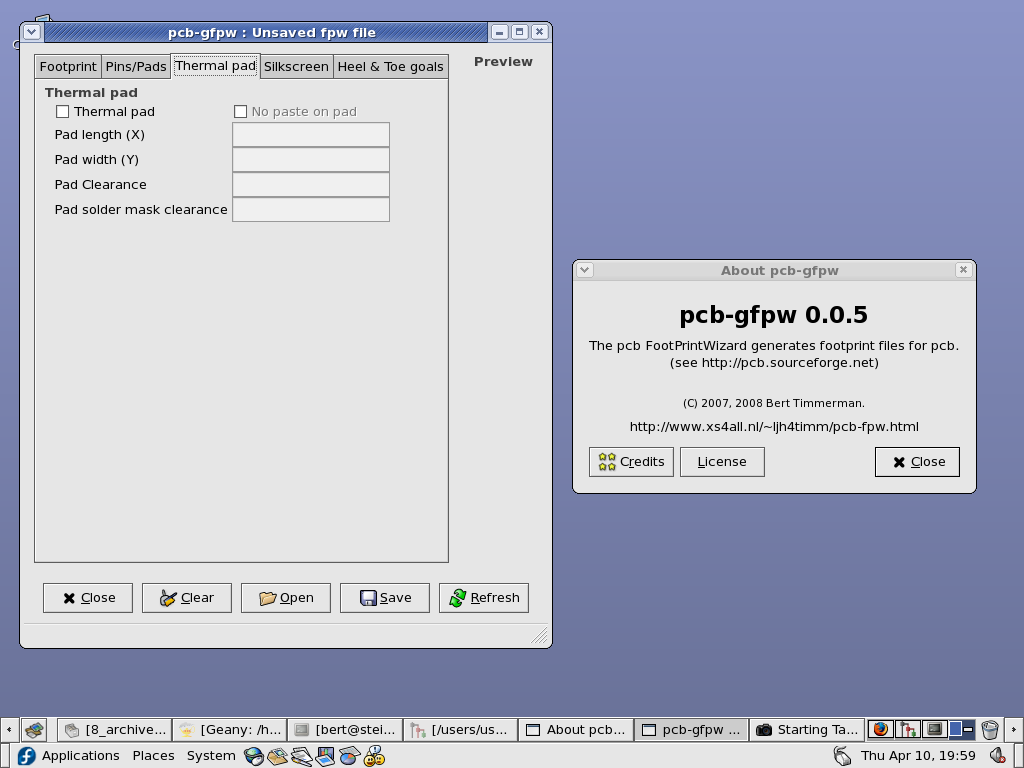 pcb-gfpw : Unsaved fpw file
Footprint Pins/Pads Thermal pad Silkscreen Heel & Toe goals
Preview
Thermal pad
Thermal pad No paste on pad
Pad length (X)
Pad width (Y)
Pad Clearance
Pad solder mask clearance
Close Clear Open Save Refresh
About pcb-gfpw
pcb-gfpw 0.0.5
The pcb FootPrintWizard generates footprint files for pcb.
(see http://pcb.sourceforge.net)
(C) 2007, 2008 Bert Timmerman.
http://www.xs4all.nl/~ljh4timm/pcb-fpw.html
Credits License Close
[8_archive... [Geany: /h... [bert@stei... [/users/us... About pcb... pcb-gfpw ... Starting Ta...
Applications Places System Thu Apr 10, 19:59